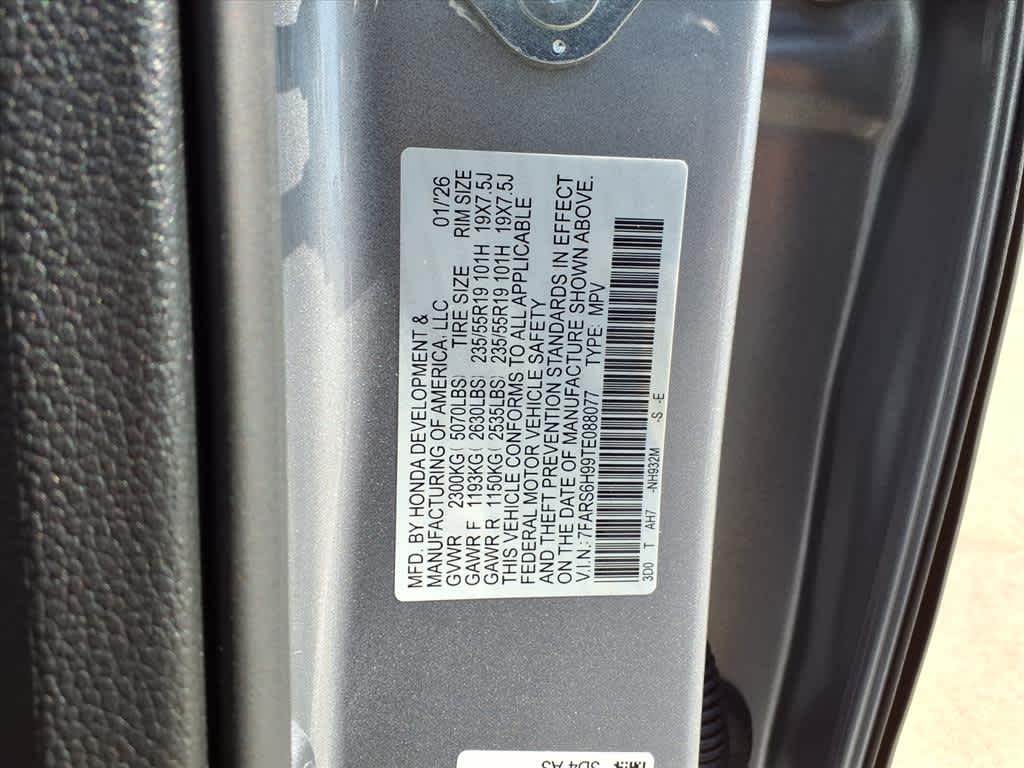 MFD. BY HONDA DEVELOPMENT &
MANUFACTURING OF AMERICA, LLC 01/'26
GVWR 2300KG( 5070LBS) TIRE SIZE RIM SIZE
GAWR F 1193KG( 2630LBS) 235/55R19 101H 19X7.5J
GAWR R 1150KG( 2535LBS) 235/55R19 101H 19X7.5J
THIS VEHICLE CONFORMS TO ALL APPLICABLE
FEDERAL MOTOR VEHICLE SAFETY
AND THEFT PREVENTION STANDARDS IN EFFECT
ON THE DATE OF MANUFACTURE SHOWN ABOVE.
V.I.N.:7FARS8H99TE088077 TYPE: MPV
3D0 T AH7 -NH932M -S -E
3D4 A3